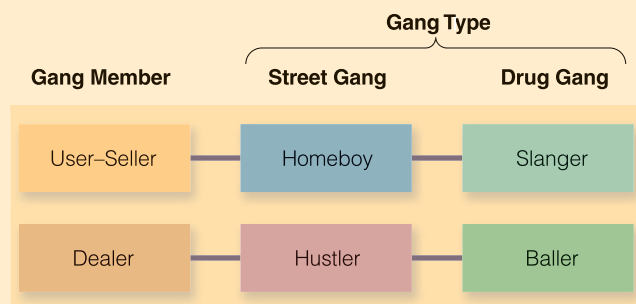 Gang Type
Gang Member Street Gang Drug Gang
User–Seller Homeboy Slanger
Dealer Hustler Baller